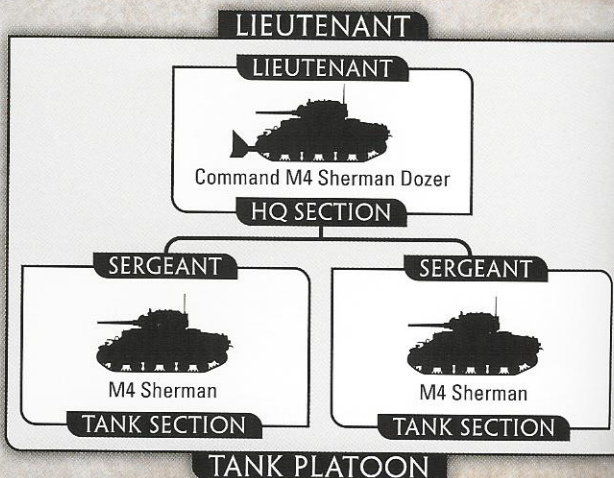 LIEUTENANT
LIEUTENANT
Command M4 Sherman Dozer
HQ SECTION
SERGEANT
M4 Sherman
TANK SECTION
SERGEANT
M4 Sherman
TANK SECTION
TANK PLATOON